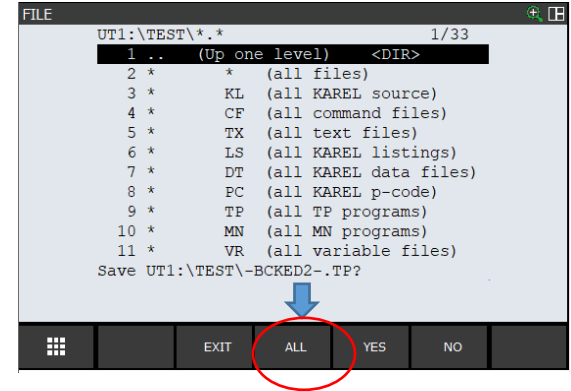 FILE
UT1:\TEST\*.* 1/33
1 .. (Up one level) <DIR>
2 * * (all files)
3 * KL (all KAREL source)
4 * CF (all command files)
5 * TX (all text files)
6 * LS (all KAREL listings)
7 * DT (all KAREL data files)
8 * PC (all KAREL p-code)
9 * TP (all TP programs)
10 * MN (all MN programs)
11 * VR (all variable files)
Save UT1:\TEST\-BCKED2-.TP?
EXIT ALL YES NO